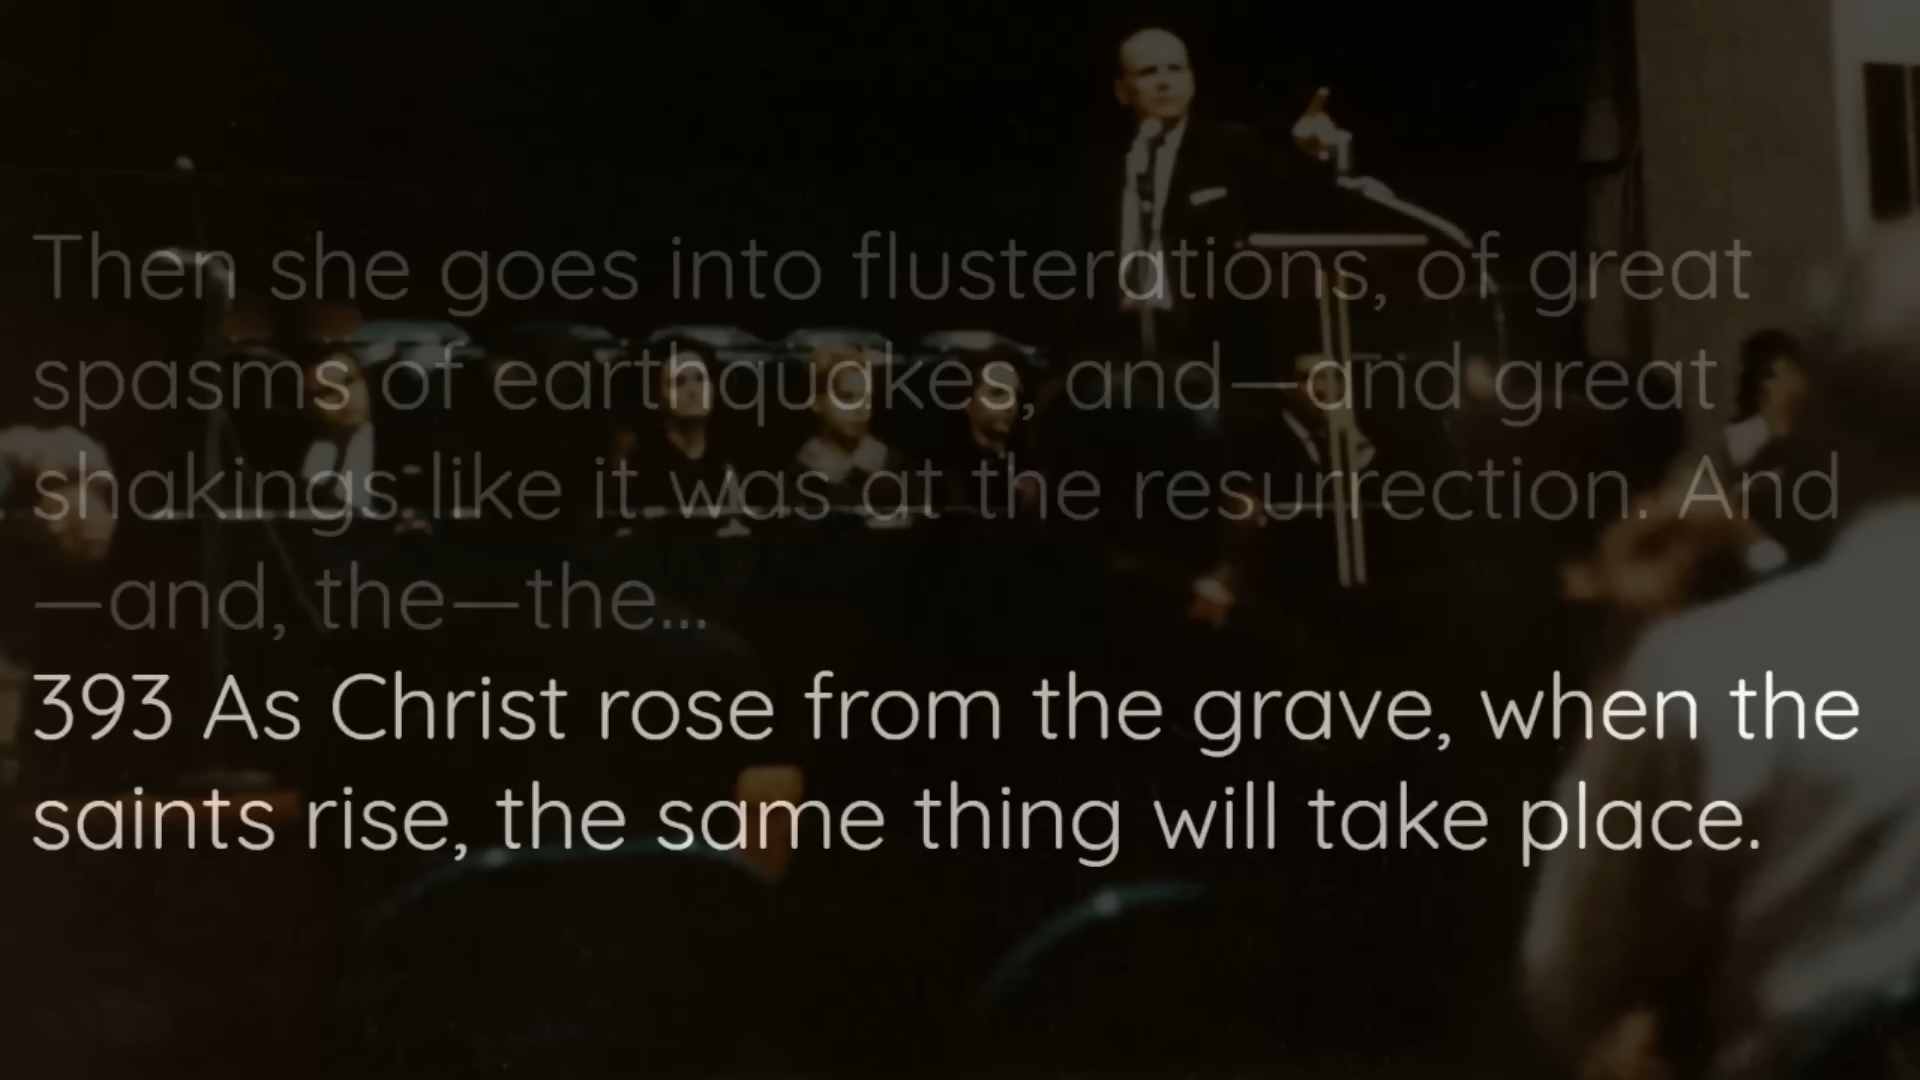 Then she goes into flusterations, of great
spasms of earthquakes, and—and great
shakings like it was at the resurrection. And
—and, the—the...
393 As Christ rose from the grave, when the
saints rise, the same thing will take place.